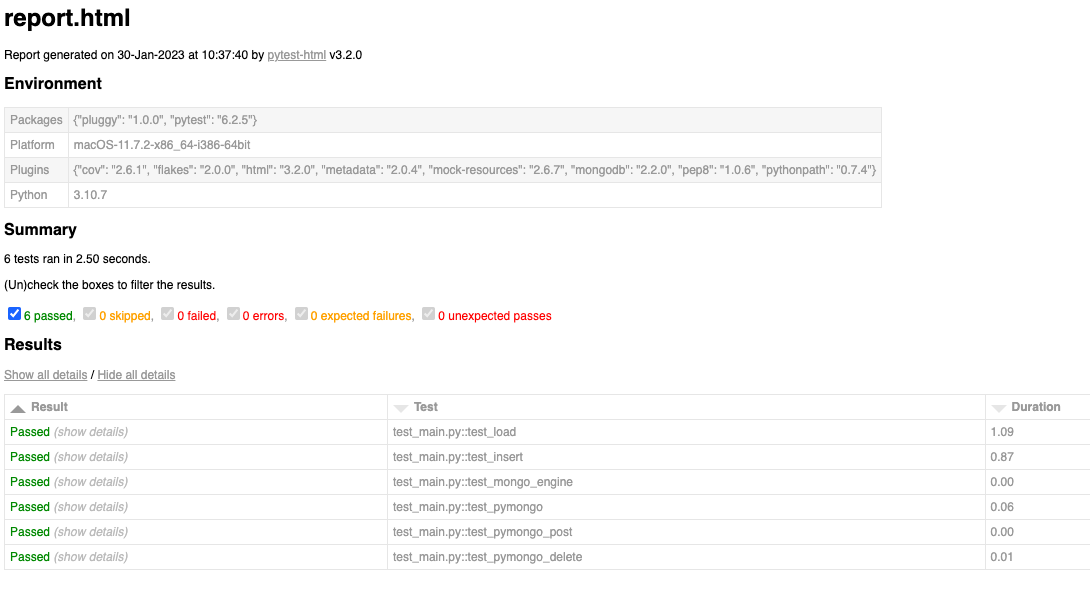 report.html
Report generated on 30-Jan-2023 at 10:37:40 by pytest-html v3.2.0
Environment
Packages {"pluggy": "1.0.0", "pytest": "6.2.5"}
Platform macOS-11.7.2-x86_64-i386-64bit
Plugins {"cov": "2.6.1", "flakes": "2.0.0", "html": "3.2.0", "metadata": "2.0.4", "mock-resources": "2.6.7", "mongodb": "2.2.0", "pep8": "1.0.6", "pythonpath": "0.7.4"}
Python 3.10.7
Summary
6 tests ran in 2.50 seconds.
(Un)check the boxes to filter the results.
6 passed, 0 skipped, 0 failed, 0 errors, 0 expected failures, 0 unexpected passes
Results
Show all details / Hide all details
Result Test Duration
Passed (show details) test_main.py::test_load 1.09
Passed (show details) test_main.py::test_insert 0.87
Passed (show details) test_main.py::test_mongo_engine 0.00
Passed (show details) test_main.py::test_pymongo 0.06
Passed (show details) test_main.py::test_pymongo_post 0.00
Passed (show details) test_main.py::test_pymongo_delete 0.01